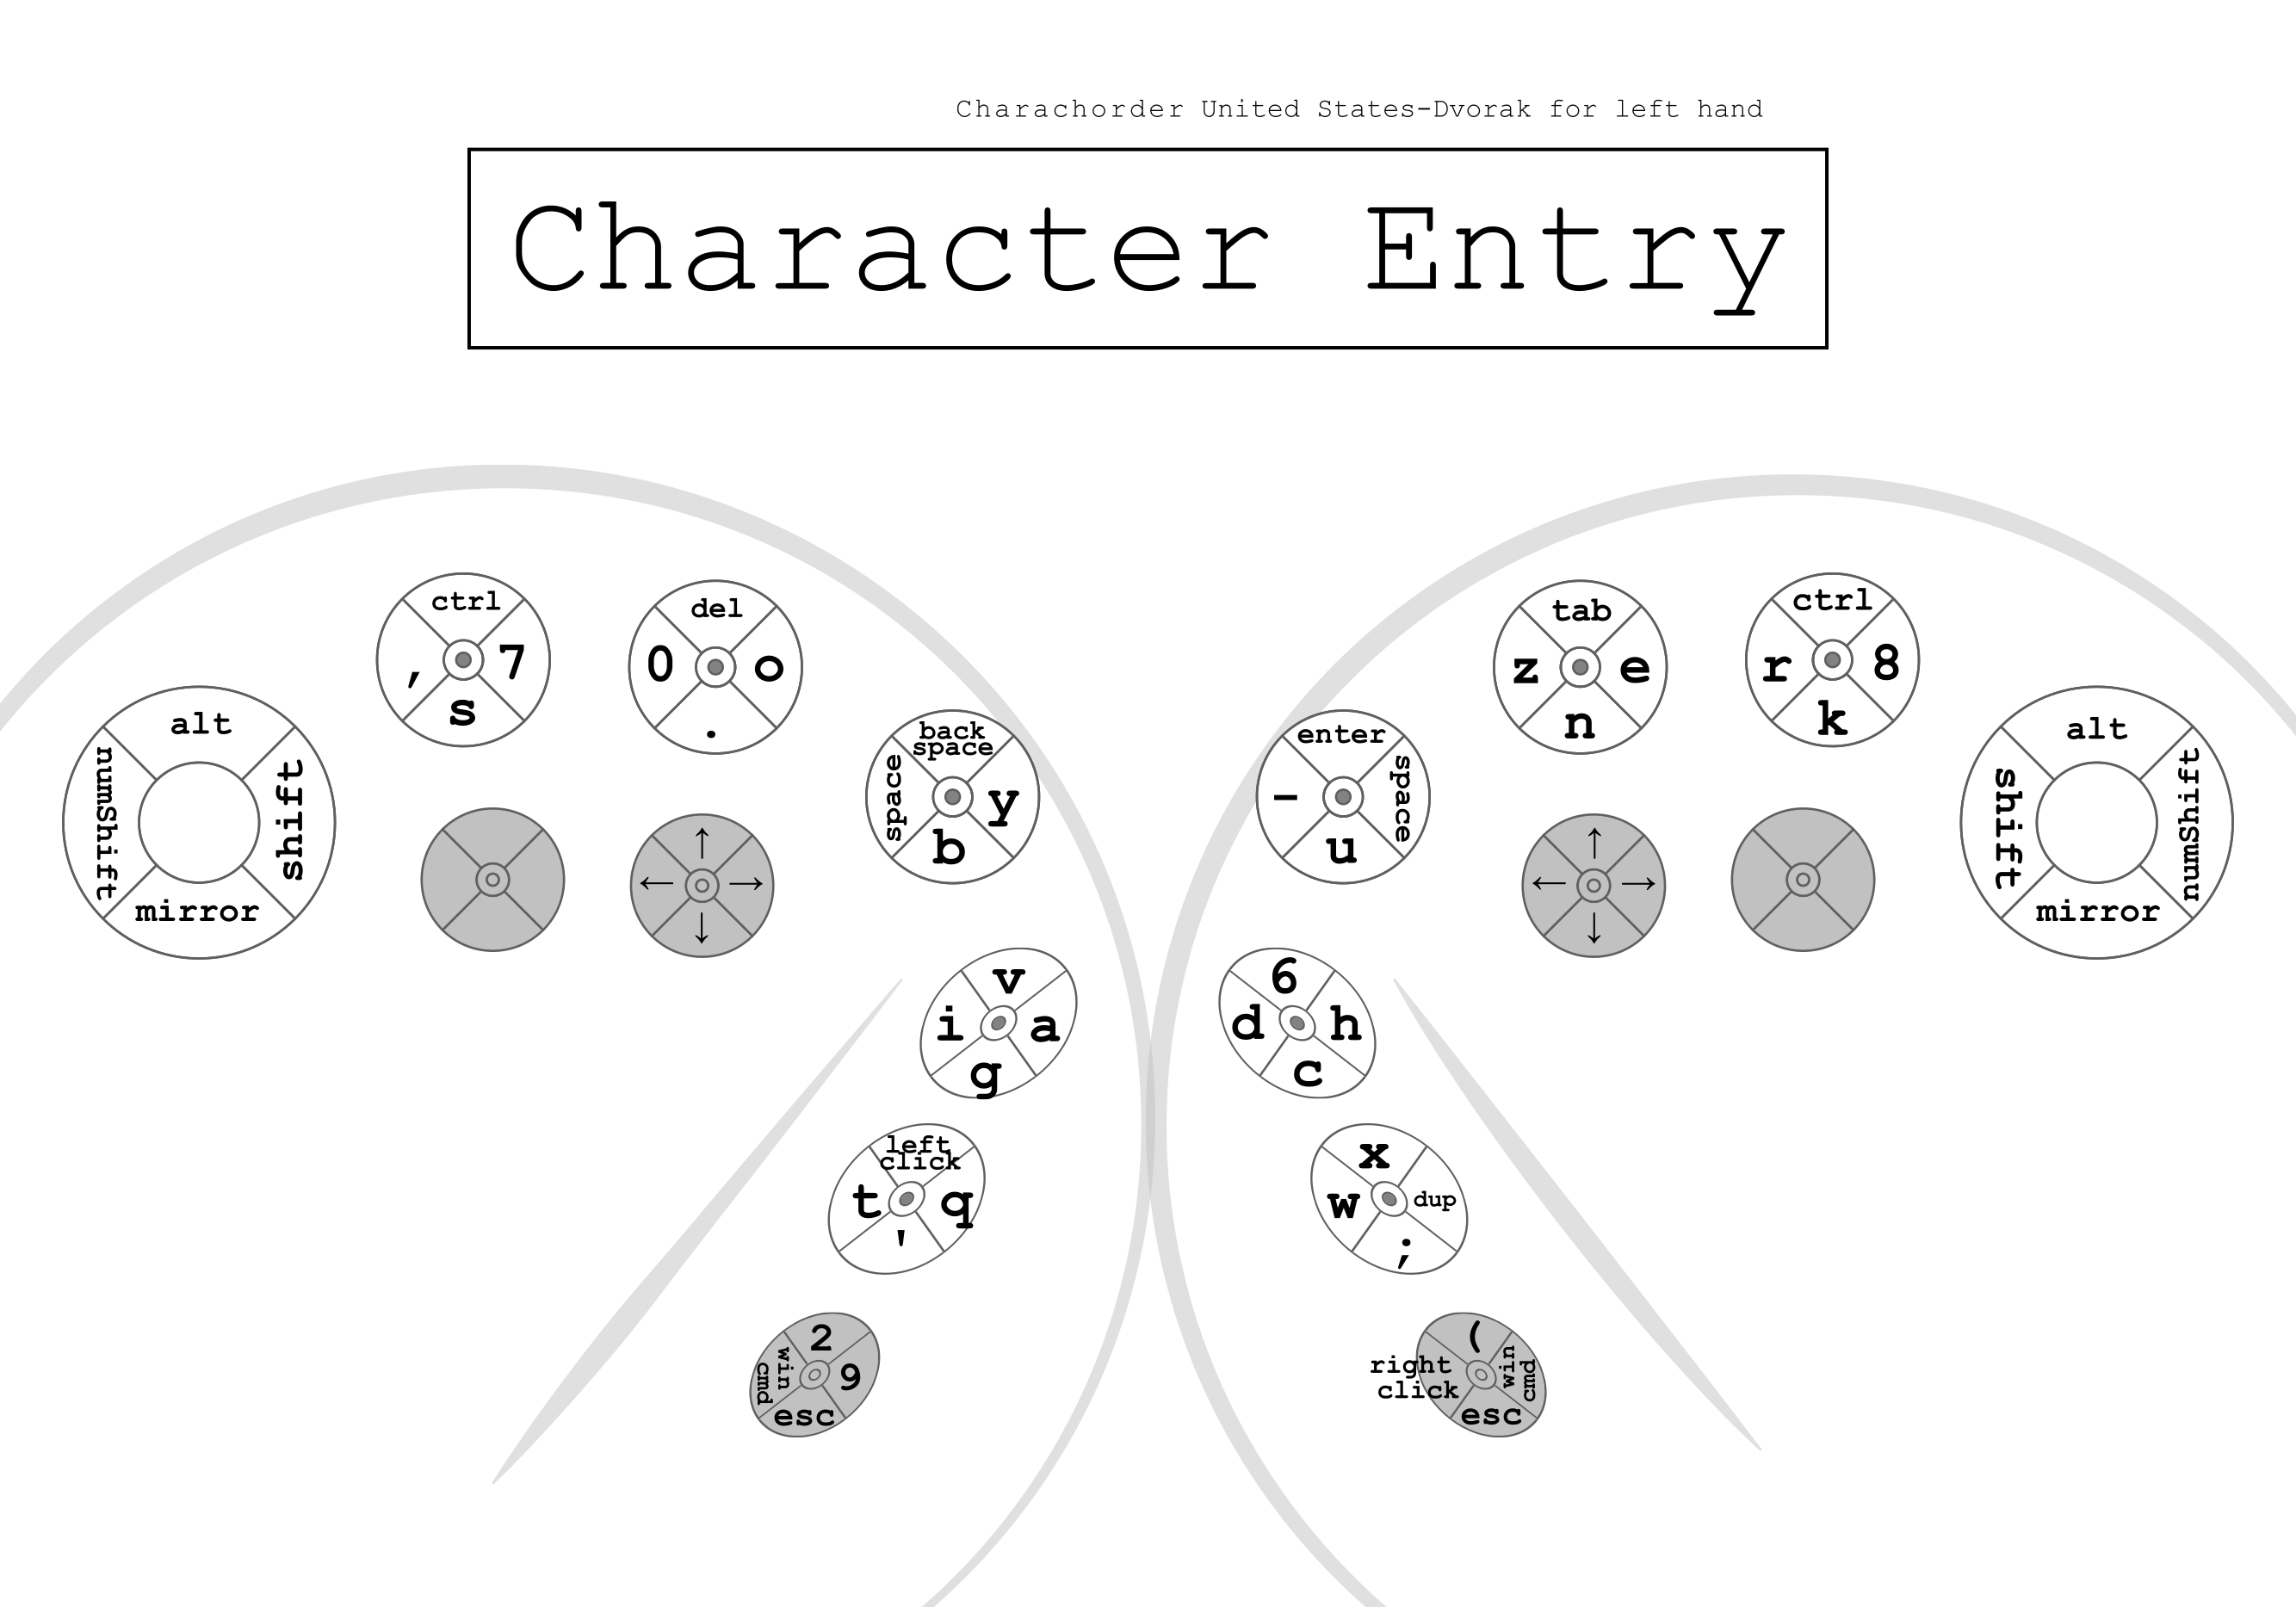 Charachorder United States-Dvorak for left hand
Character Entry
ctrl
, 7
s
del
0 o
.
tab
z e
n
ctrl
r 8
k
alt
numShift shift
mirror
back
space
space y
b
enter
- space
u
alt
shift numShift
mirror
↑
← →
↓
↑
← →
↓
v
i a
g
6
d h
c
left
click
t q
'
x
w dup
;
2
win
cmd
9
esc
(
right
click
win
cmd
esc